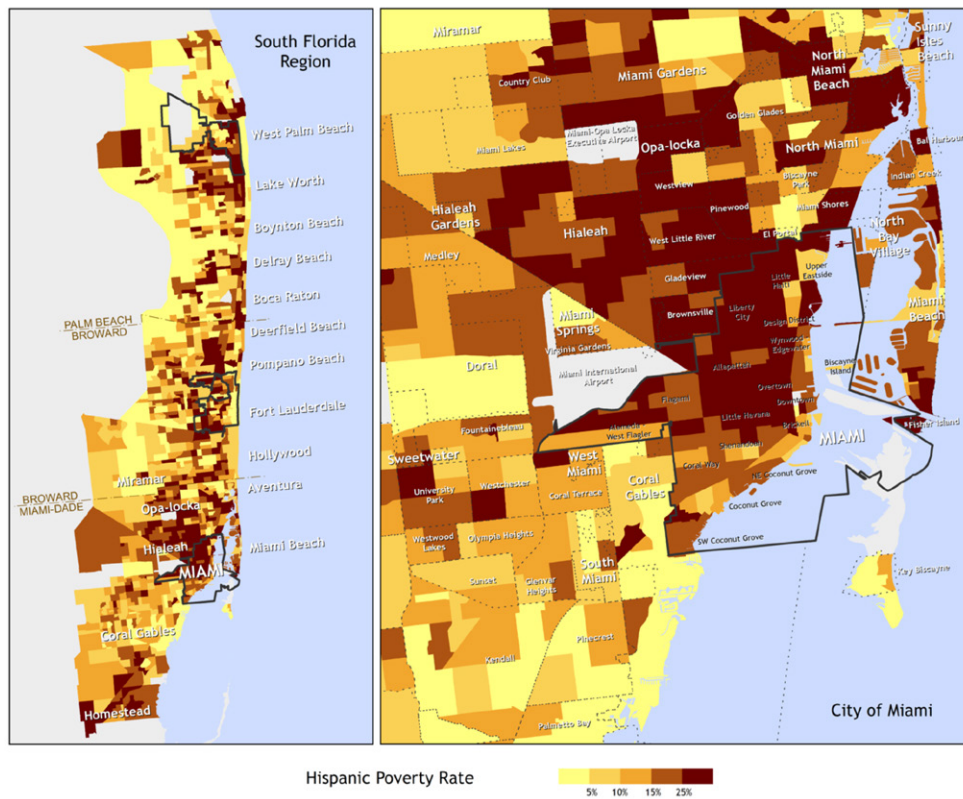 South Florida
Region
West Palm Beach
Lake Worth
Boynton Beach
Delray Beach
Boca Raton
PALM BEACH
BROWARD
Deerfield Beach
Pompano Beach
Fort Lauderdale
Hollywood
BROWARD
MIAMI-DADE
Miramar
Aventura
Opa-locka
Hialeah
Miami Beach
MIAMI
Coral Gables
Homestead
Miramar
Sunny
Isles
Beach
Country Club
Miami Gardens
North
Miami
Beach
Golden Glades
Miami-Opa Locka
Executive Airport
Miami Lakes
Opa-locka
North Miami
Bal Harbour
Westview
Biscayne
Park
Indian Creek
Hialeah
Gardens
Hialeah
Pinewood
Miami Shores
West Little River
El Portal
North
Bay
Village
Medley
Gladeview
Little
Haiti
Upper
Eastside
Miami
Springs
Brownsville
Liberty
City
Design District
Miami
Beach
Virginia Gardens
Wynwood
Edgewater
Doral
Miami International
Airport
Allapattah
Biscayne
Island
Flagami
Overtown
Downtown
Fountainebleau
West Flagler
Little Havana
Brickell
Fisher Island
Sweetwater
West
Miami
Shenandoah
MIAMI
University
Park
Westchester
Coral Terrace
Coral
Gables
Coral Way
NE Coconut Grove
Coconut Grove
Westwood
Lakes
Olympia Heights
SW Coconut Grove
Sunset
Glenvar
Heights
South
Miami
Key Biscayne
Kendall
Pinecrest
Palmetto Bay
City of Miami
Hispanic Poverty Rate
5% 10% 15% 25%